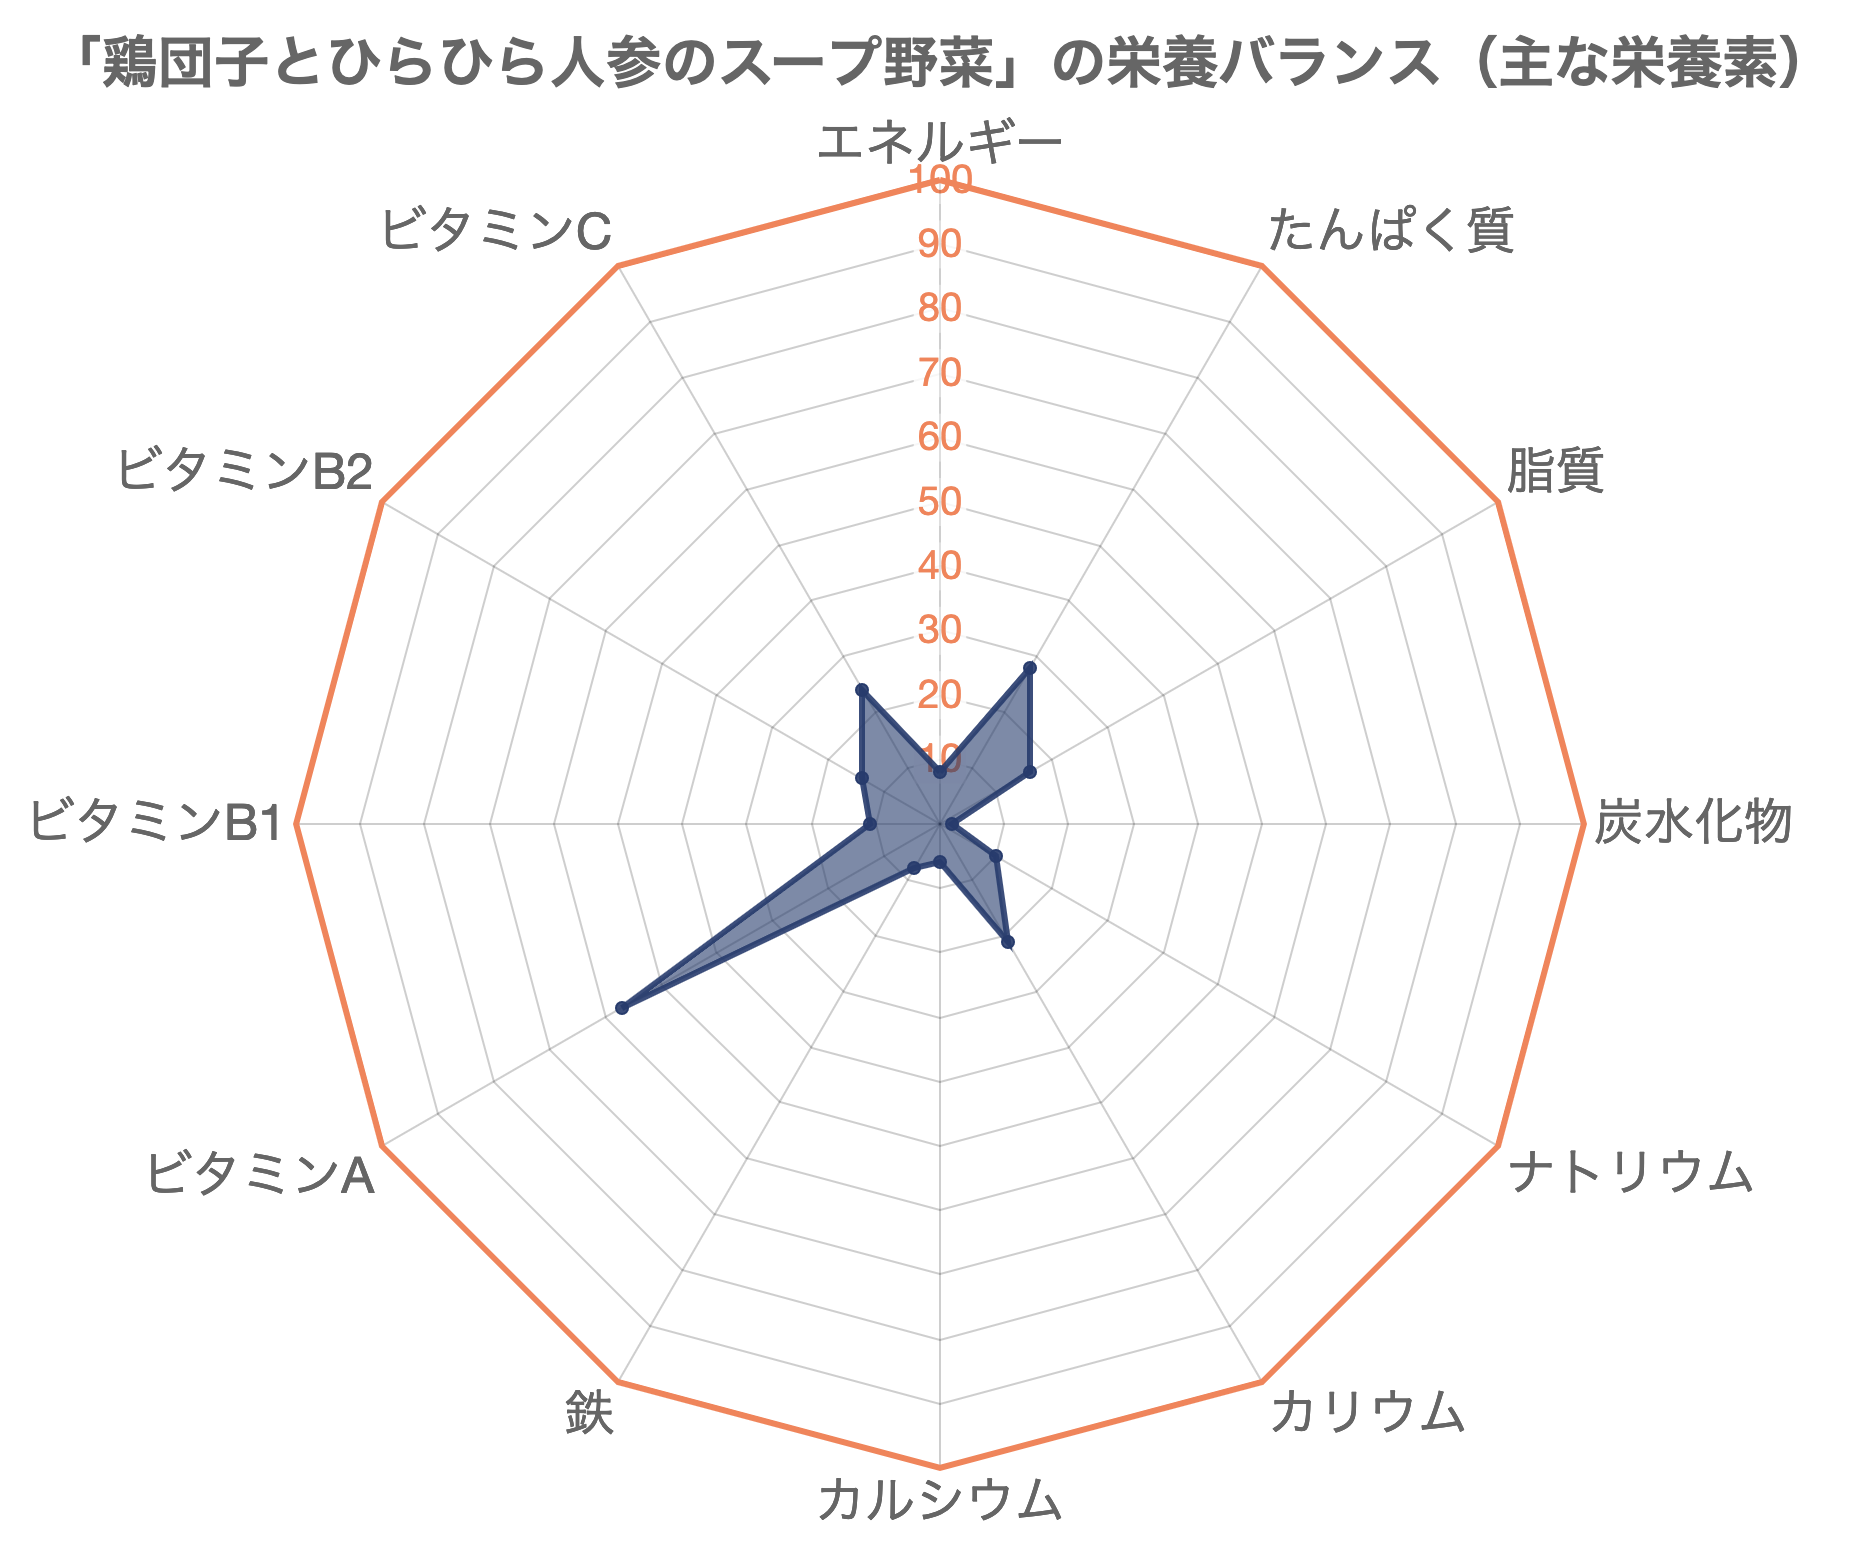 「鶏団子とひらひら人参のスープ野菜」の栄養バランス（主な栄養素）
エネルギー
たんぱく質
脂質
炭水化物
ナトリウム
カリウム
カルシウム
鉄
ビタミンA
ビタミンB1
ビタミンB2
ビタミンC
100
90
80
70
60
50
40
30
20
10